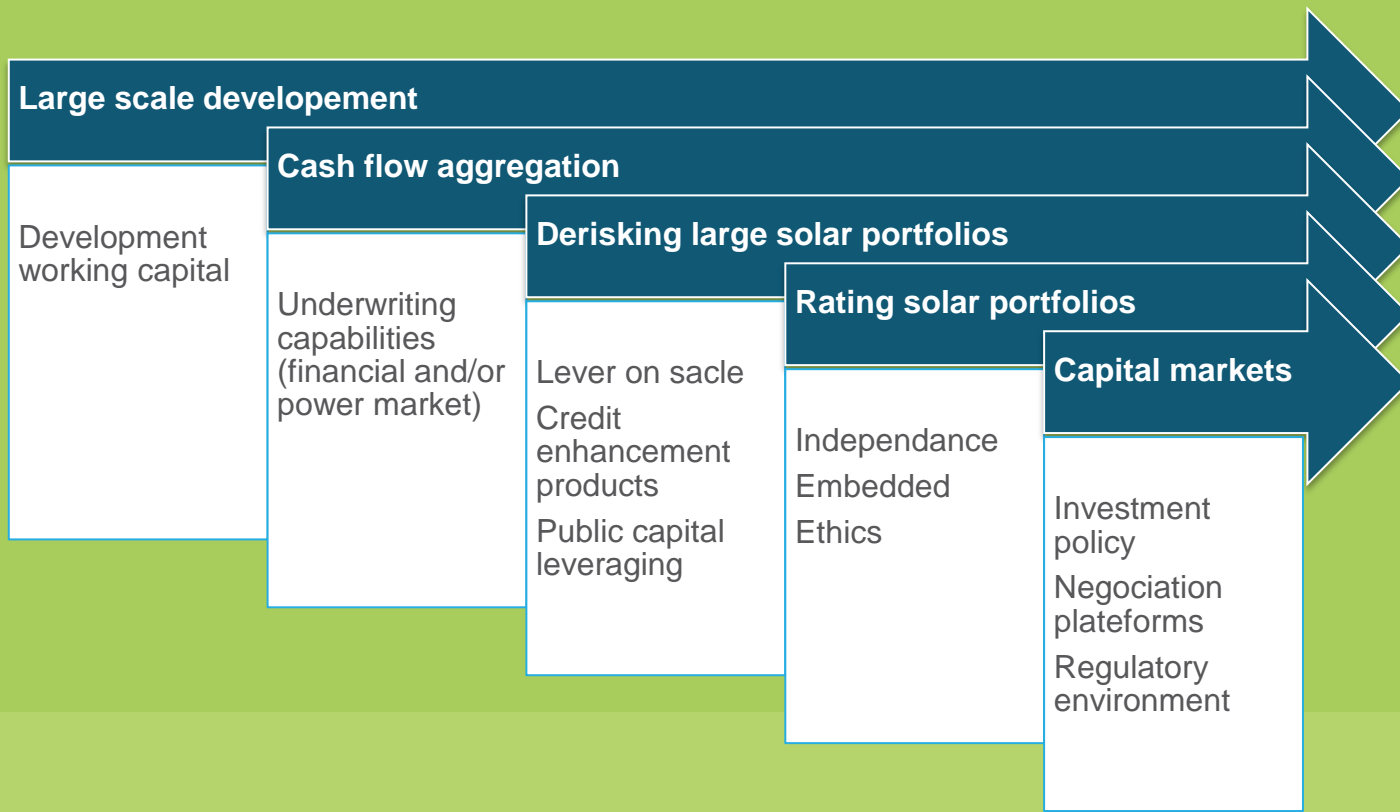 Large scale developement
Development
working capital
Cash flow aggregation
Underwriting
capabilities
(financial and/or
power market)
Derisking large solar portfolios
Lever on sacle
Credit
enhancement
products
Public capital
leveraging
Rating solar portfolios
Independance
Embedded
Ethics
Capital markets
Investment
policy
Negociation
plateforms
Regulatory
environment